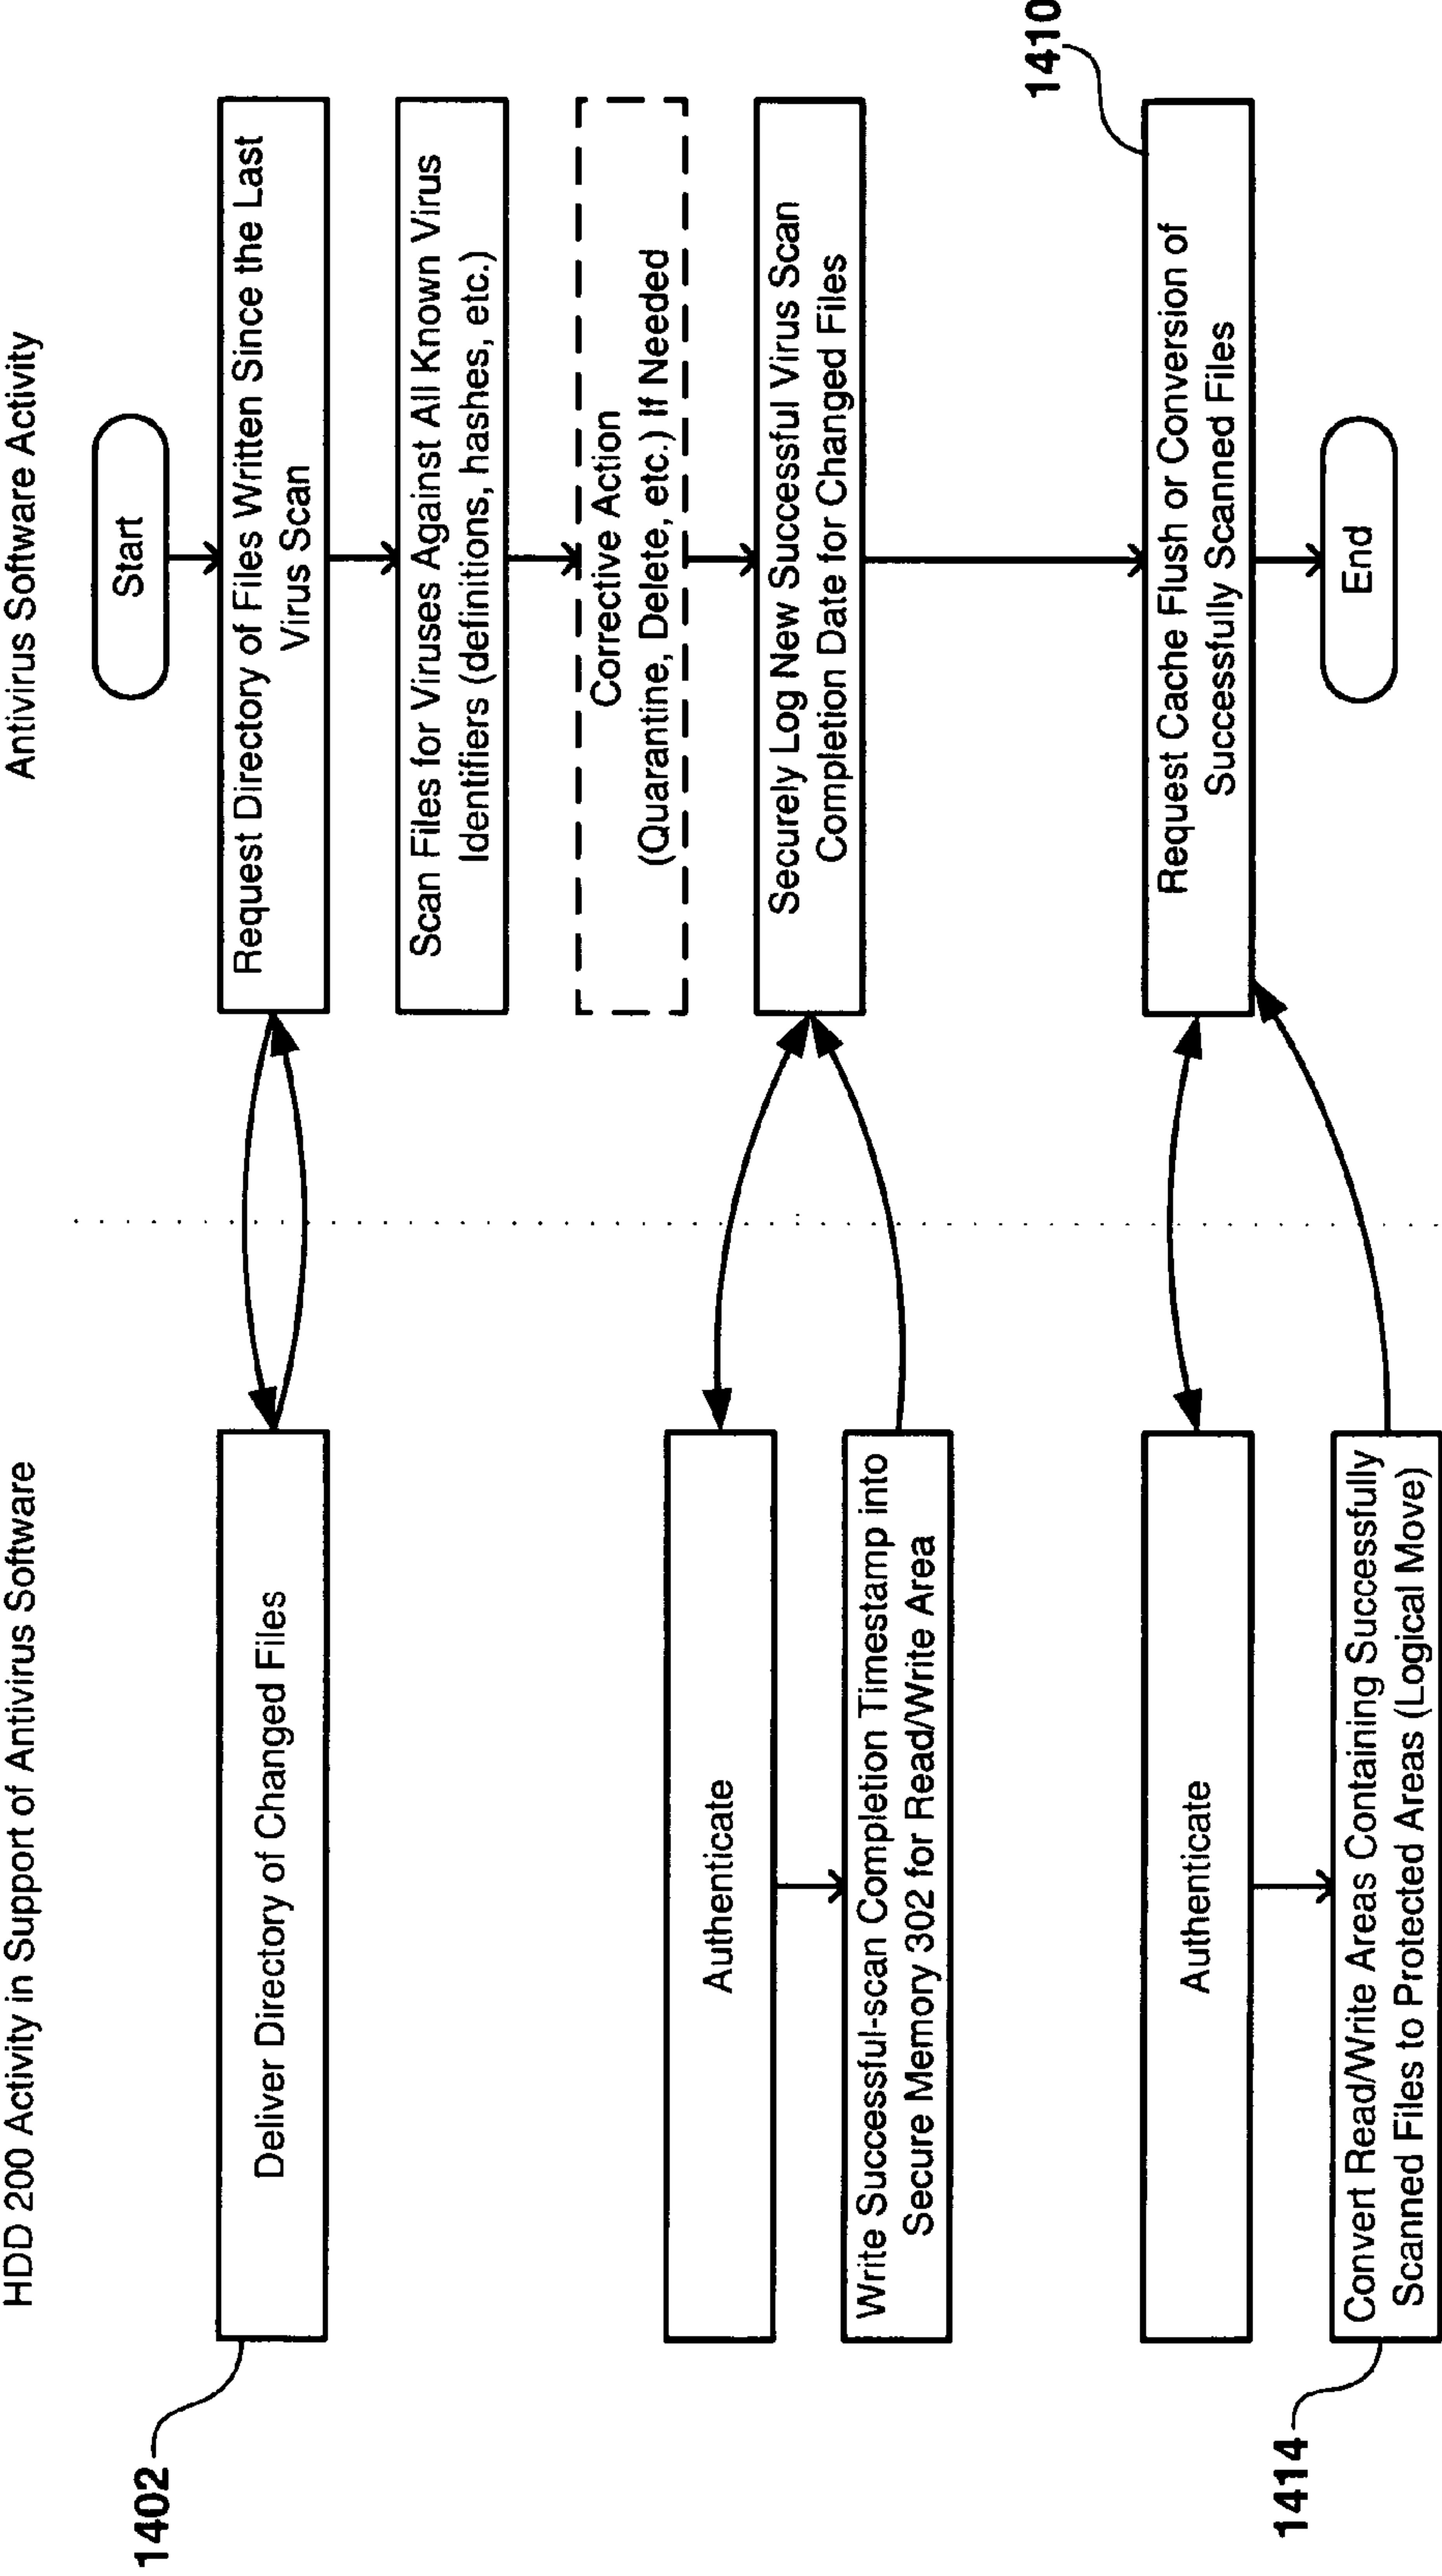 HDD 200 Activity in Support of Antivirus Software
Antivirus Software Activity
Start
1402
Deliver Directory of Changed Files
Request Directory of Files Written Since the Last
Virus Scan
Scan Files for Viruses Against All Known Virus
Identifiers (definitions, hashes, etc.)
Corrective Action
(Quarantine, Delete, etc.) If Needed
Authenticate
Securely Log New Successful Virus Scan
Completion Date for Changed Files
Write Successful-scan Completion Timestamp into
Secure Memory 302 for Read/Write Area
1410
Authenticate
Request Cache Flush or Conversion of
Successfully Scanned Files
1414
Convert Read/Write Areas Containing Successfully
Scanned Files to Protected Areas (Logical Move)
End